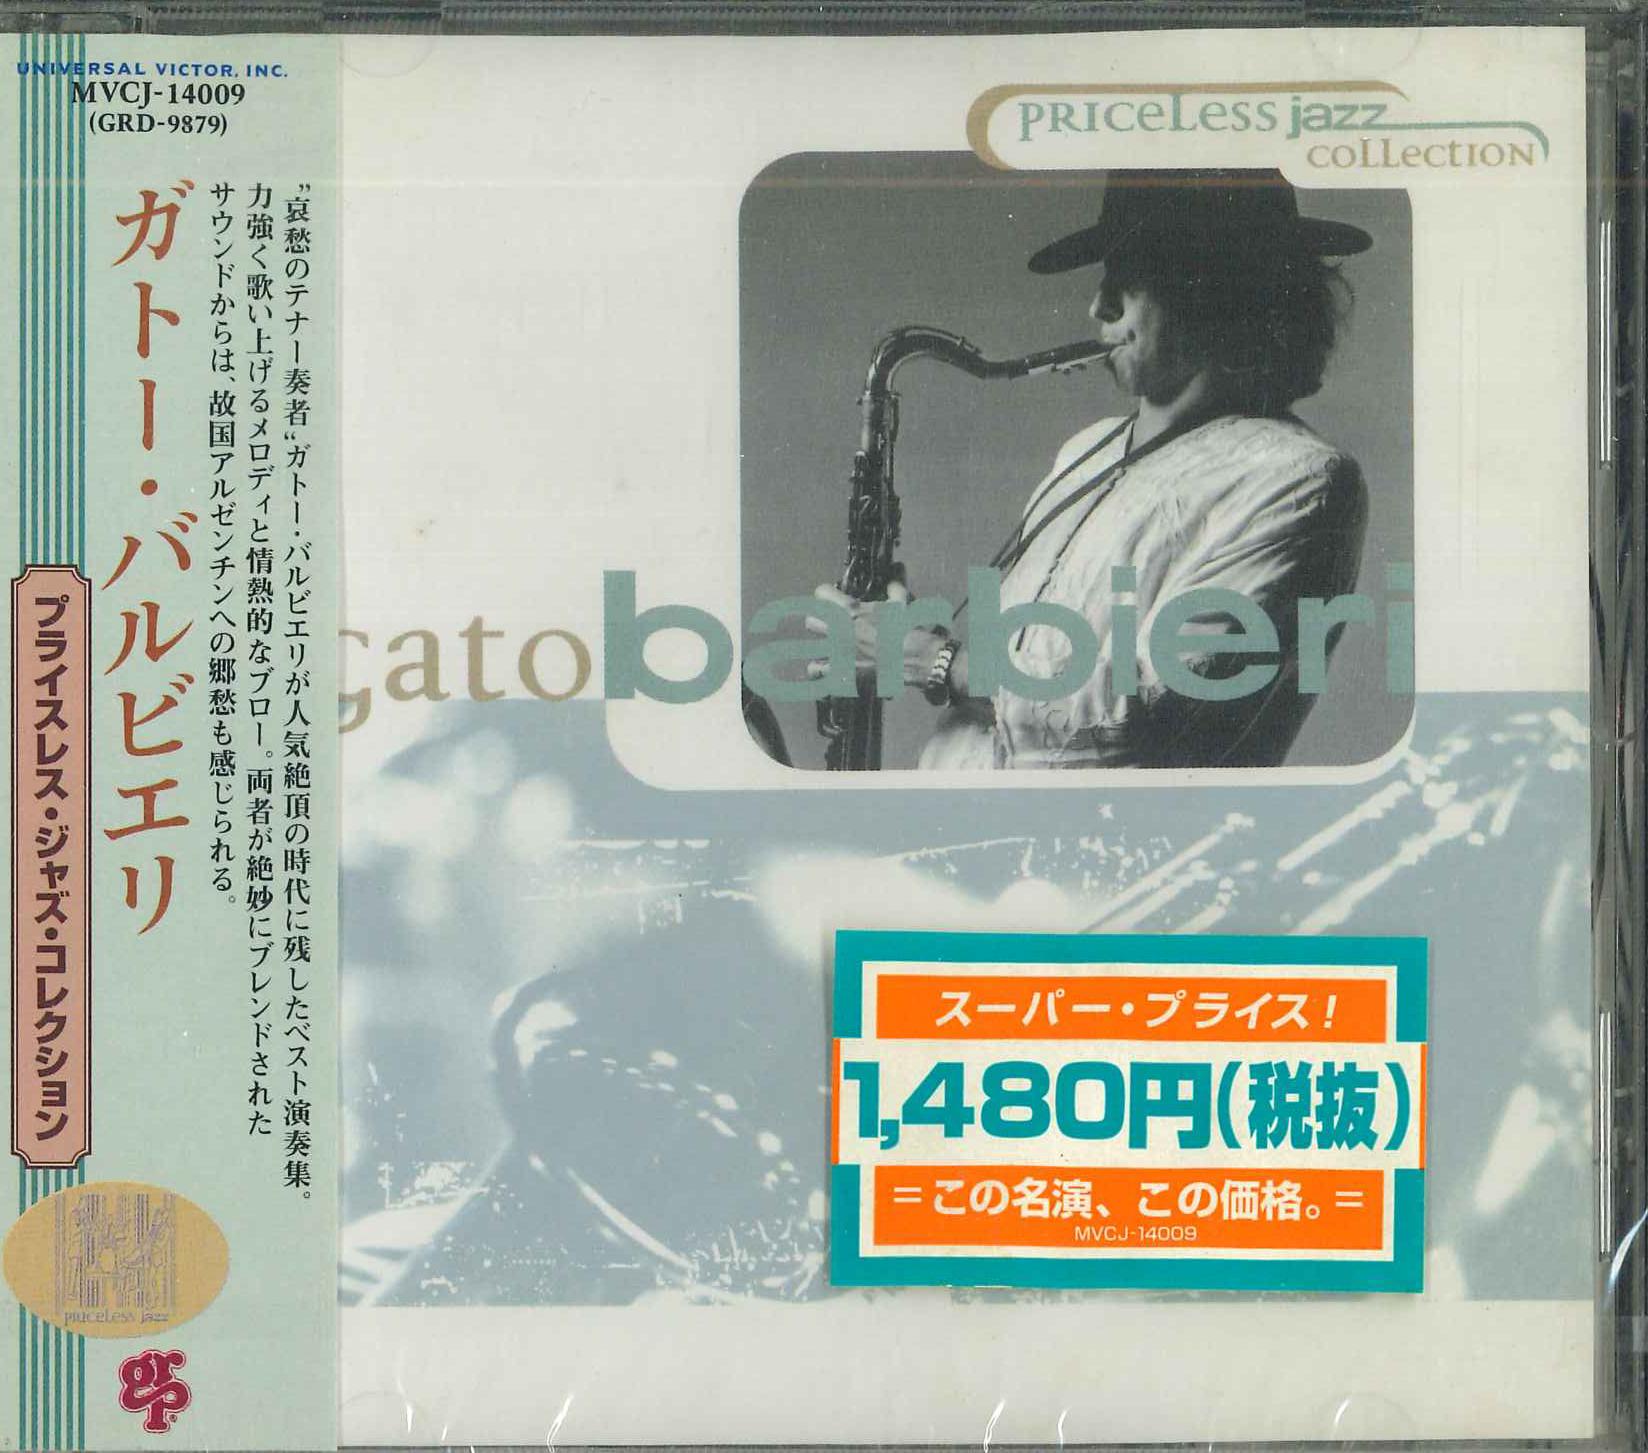 UNIVERSAL VICTOR, INC.
MVCJ-14009
(GRD-9879)
”哀愁のテナー奏者“ガトー・バルビエリが人気絶頂の時代に残したベスト演奏集。
力強く歌い上げるメロディと情熱的なブロー。両者が絶妙にブレンドされた
サウンドからは、故国アルゼンチンへの郷愁も感じられる。
ガトー・バルビエリ
プライスレス・ジャズ・コレクション
priceless jazz
grp
PRICELess jazz
coLLectION
gato barbieri
スーパー・プライス!
1,480円(税抜)
=この名演、この価格。=
MVCJ-14009